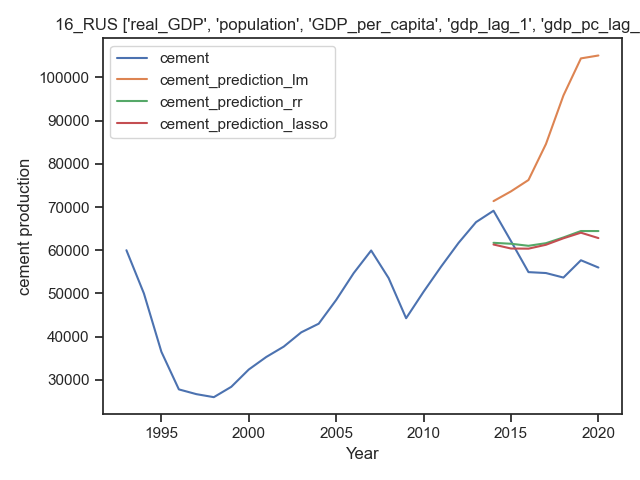 16_RUS ['real_GDP', 'population', 'GDP_per_capita', 'gdp_lag_1', 'gdp_pc_lag_
cement
cement_prediction_lm
cement_prediction_rr
cement_prediction_lasso
cement production
100000
90000
80000
70000
60000
50000
40000
30000
1995
2000
2005
2010
2015
2020
Year